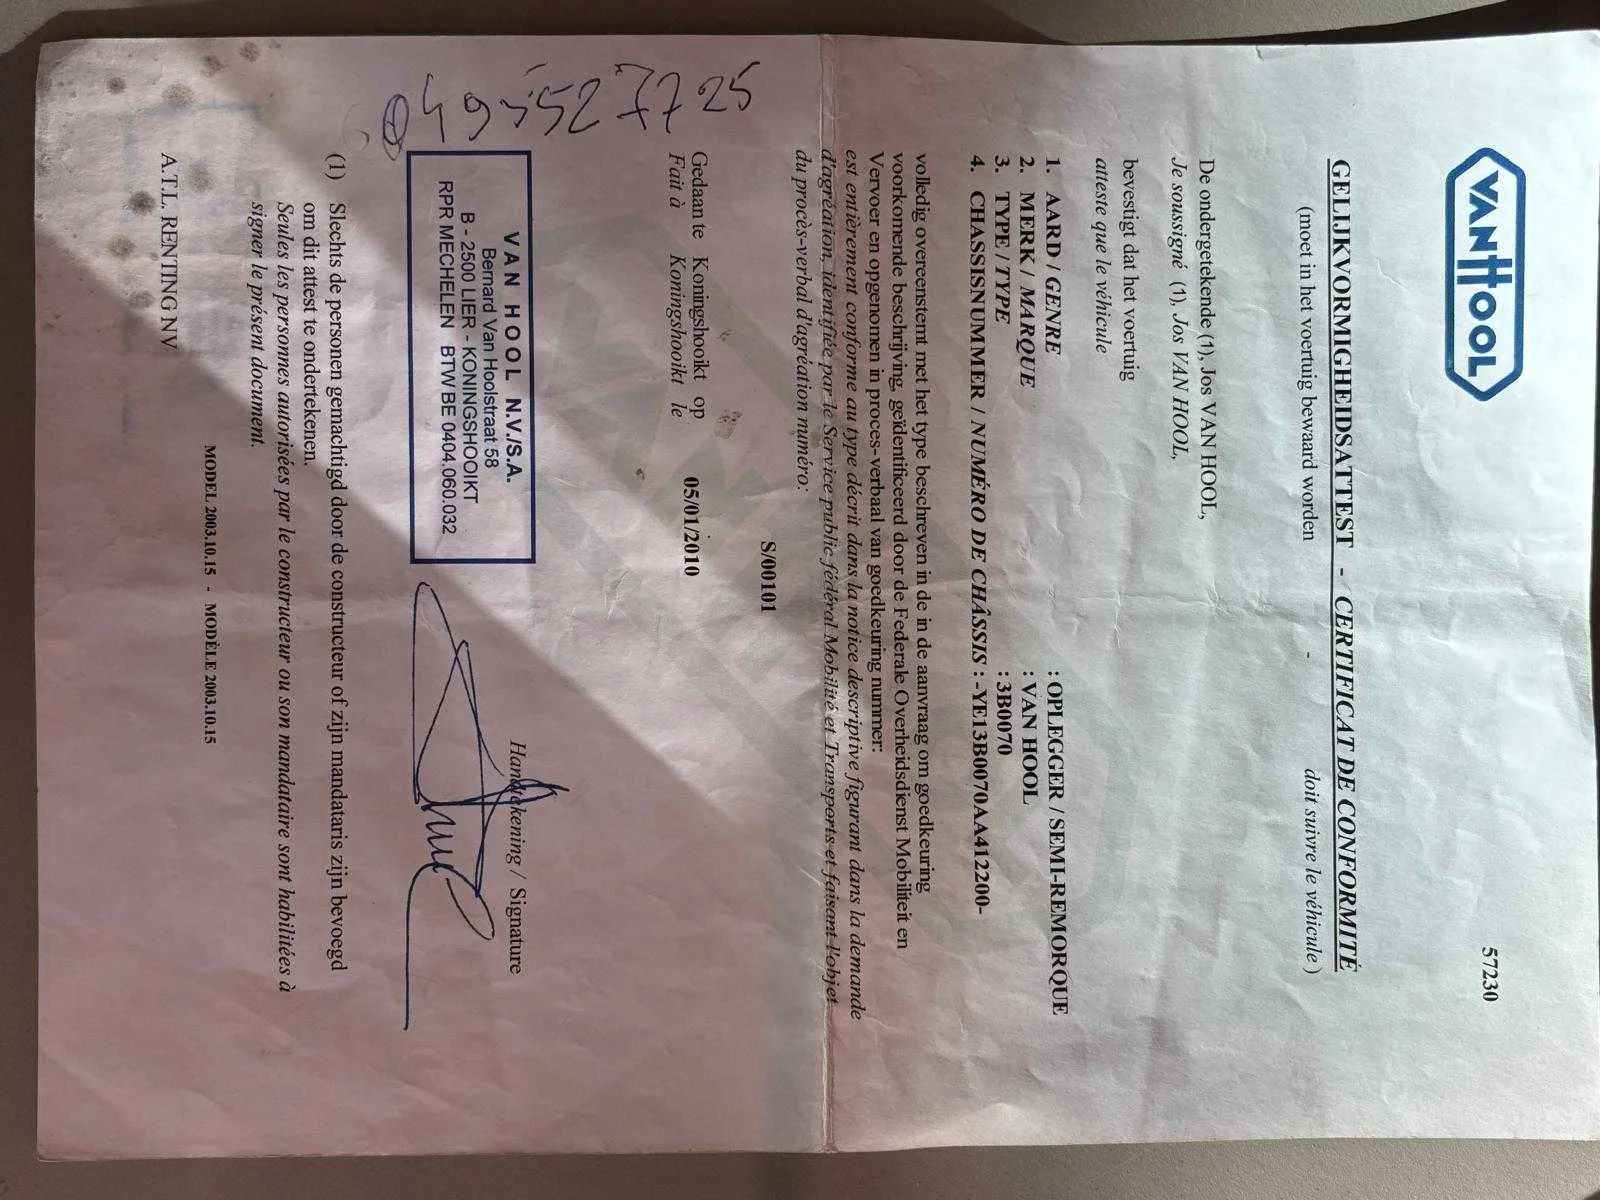 VANHOOL
57230
GELIJKVORMIGHEIDSATTEST - CERTIFICAT DE CONFORMITÉ
(moet in het voertuig bewaard worden - doit suivre le véhicule)
De ondergetekende (1), Jos VAN HOOL,
Je soussigné (1), Jos VAN HOOL,
bevestigt dat het voertuig
atteste que le véhicule
1. AARD / GENRE : OPLEGGER / SEMI-REMORQUE
2. MERK / MARQUE : VAN HOOL
3. TYPE / TYPE : 3B0070
4. CHASSISNUMMER / NUMÉRO DE CHÂSSIS : -YE13B0070AA412200-
volledig overeenstemt met het type beschreven in de in de aanvraag om goedkeuring
voorkomende beschrijving, geïdentificeerd door de Federale Overheidsdienst Mobiliteit en
Vervoer en opgenomen in proces-verbaal van goedkeuring nummer:
est entièrement conforme au type décrit dans la notice descriptive figurant dans la demande
d'agréation, identifiée par le Service public fédéral Mobilité et Transports et faisant l'objet
du procès-verbal d'agréation numéro:
S/00101
Gedaan te Koningshooikt op 05/01/2010
Fait à Koningshooikt le
0495527725
Handtekening / Signature
VAN HOOL N.V./S.A.
Bernard Van Hoolstraat 58
B - 2500 LIER - KONINGSHOOIKT
RPR MECHELEN BTW BE 0404.060.032
(1) Slechts de personen gemachtigd door de constructeur of zijn mandataris zijn bevoegd
om dit attest te ondertekenen.
Seules les personnes autorisées par le constructeur ou son mandataire sont habilitées à
signer le présent document.
MODEL 2003.10.15 - MODÈLE 2003.10.15
A.T.L. RENTING NV